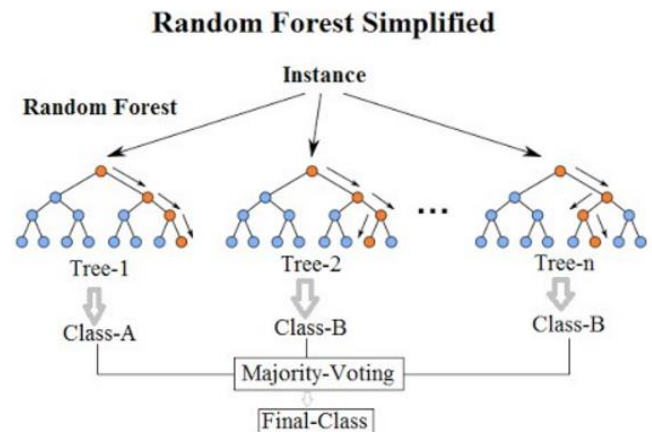 Random Forest Simplified
Instance
Random Forest
...
Tree-1
Tree-2
Tree-n
Class-A
Class-B
Class-B
Majority-Voting
Final-Class